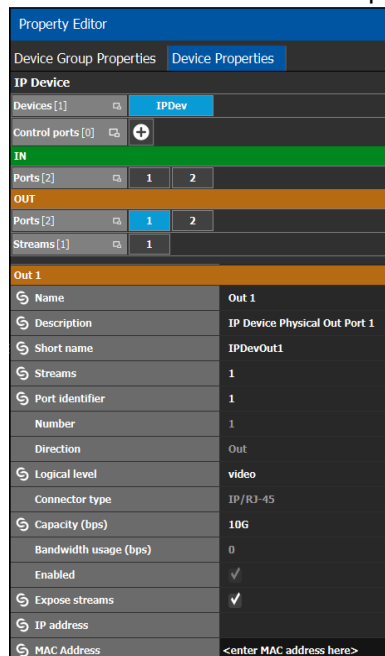 Property Editor
Device Group Properties Device Properties
IP Device
Devices [1] IPDev
Control ports [0]
IN
Ports [2] 1 2
OUT
Ports [2] 1 2
Streams [1] 1
Out 1
Name Out 1
Description IP Device Physical Out Port 1
Short name IPDevOut1
Streams 1
Port identifier 1
Number 1
Direction Out
Logical level video
Connector type IP/RJ-45
Capacity (bps) 10G
Bandwidth usage (bps) 0
Enabled
Expose streams
IP address
MAC Address <enter MAC address here>